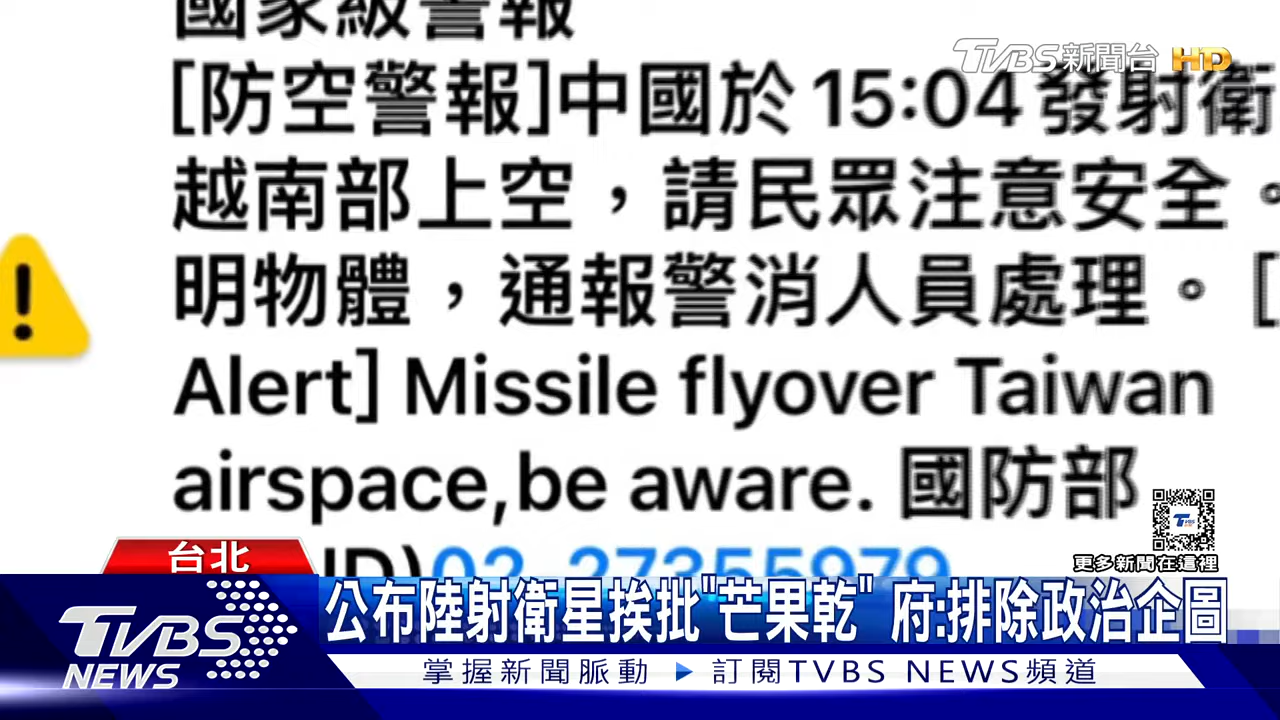 國家級警報
[防空警報]中國於15:04發射衛
越南部上空，請民眾注意安全。
明物體，通報警消人員處理。[
Alert] Missile flyover Taiwan
airspace,be aware. 國防部
ID)02-27355979
TVBS新聞台 HD
更多新聞在這裡
台北
公布陸射衛星挨批"芒果乾" 府:排除政治企圖
TVBS NEWS
掌握新聞脈動 ▶ 訂閱TVBS NEWS頻道